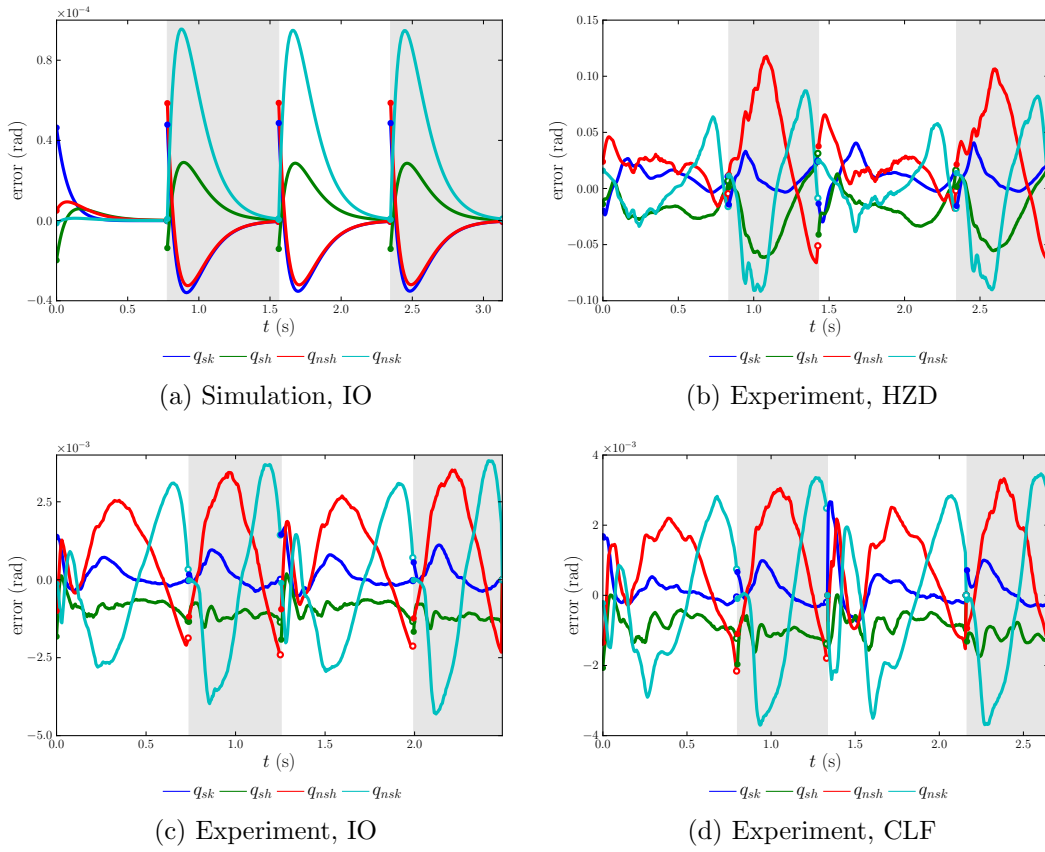 ×10⁻⁴
0.8
0.4
0.0
−0.4
error (rad)
0.0 0.5 1.0 1.5 2.0 2.5 3.0
t (s)
q_sk q_sh q_nsh q_nsk
(a) Simulation, IO
0.15
0.10
0.05
0.00
−0.05
−0.10
error (rad)
0.0 0.5 1.0 1.5 2.0 2.5
t (s)
q_sk q_sh q_nsh q_nsk
(b) Experiment, HZD
×10⁻³
2.5
0.0
−2.5
−5.0
error (rad)
0.0 0.5 1.0 1.5 2.0
t (s)
q_sk q_sh q_nsh q_nsk
(c) Experiment, IO
×10⁻³
4
2
0
−2
−4
error (rad)
0.0 0.5 1.0 1.5 2.0 2.5
t (s)
q_sk q_sh q_nsh q_nsk
(d) Experiment, CLF